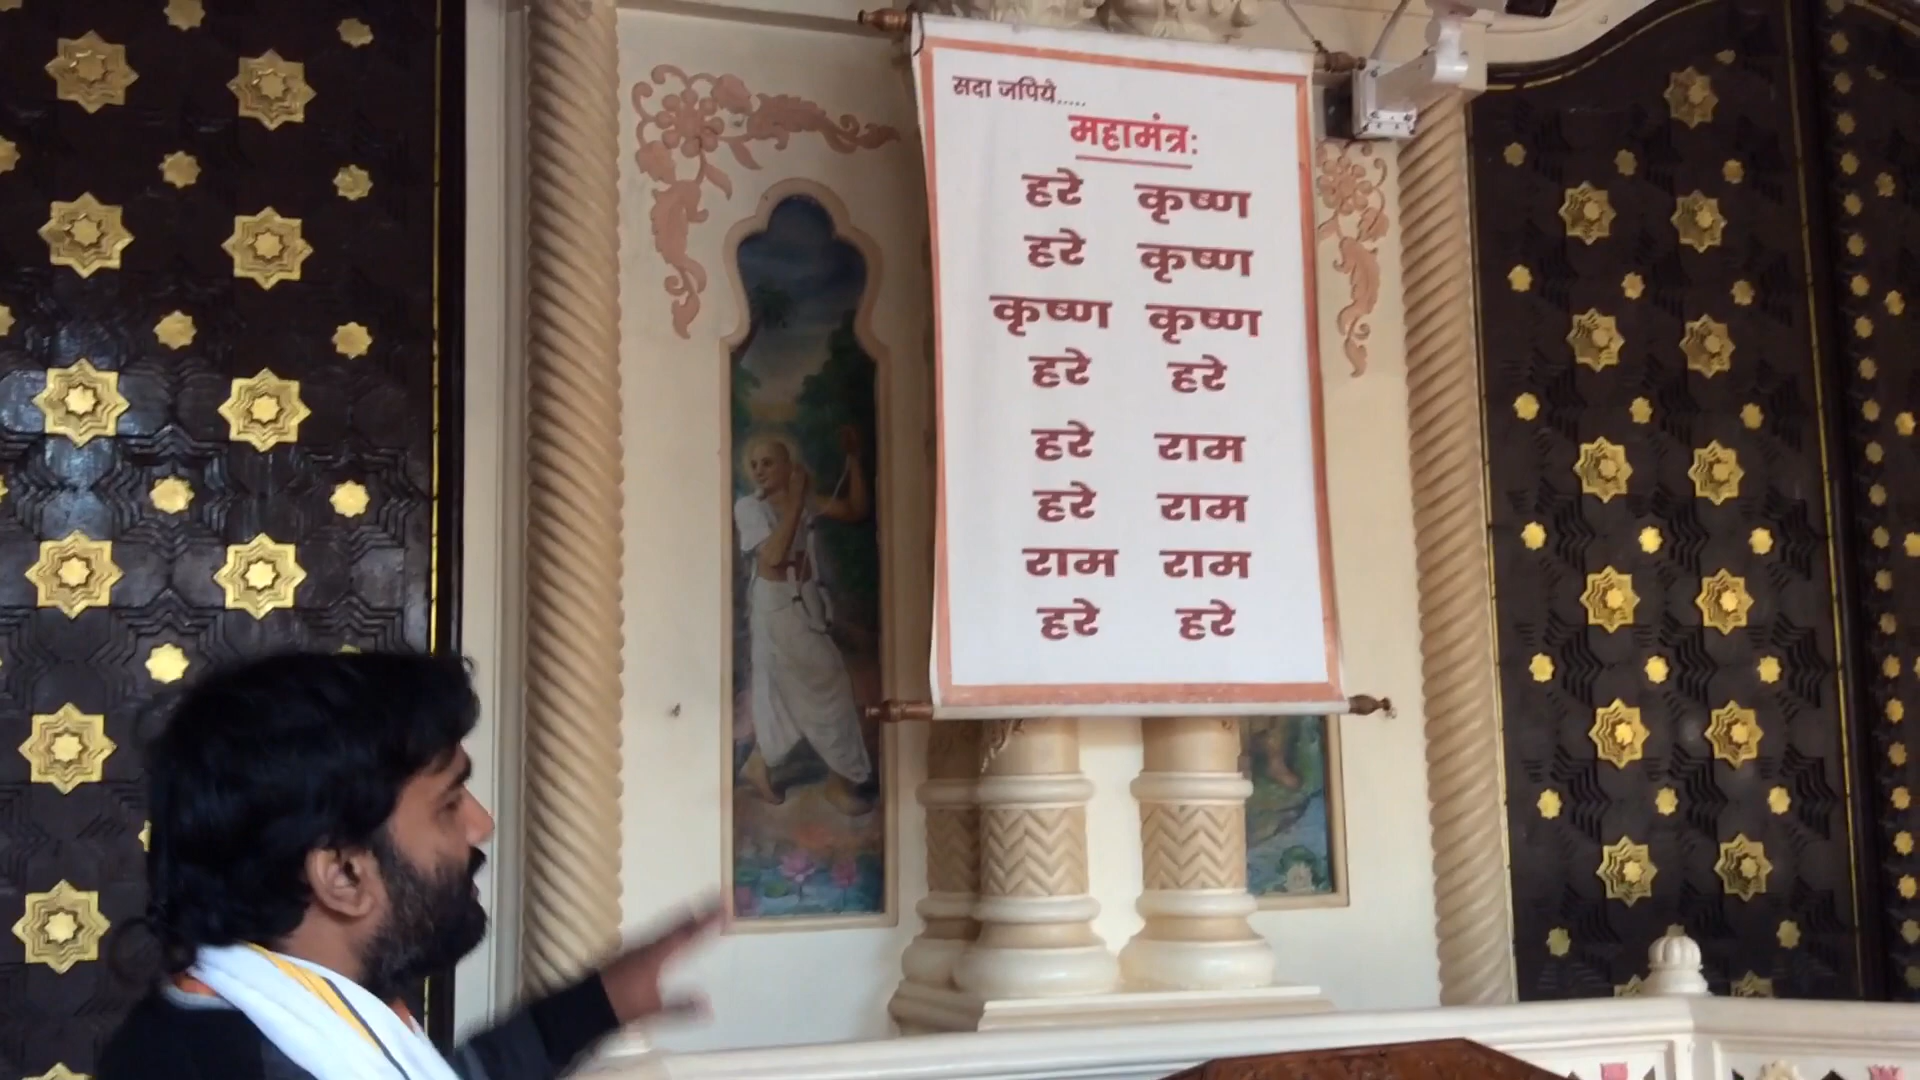 सदा जपिये.....
महामंत्र:
हरे कृष्ण
हरे कृष्ण
कृष्ण कृष्ण
हरे हरे
हरे राम
हरे राम
राम राम
हरे हरे